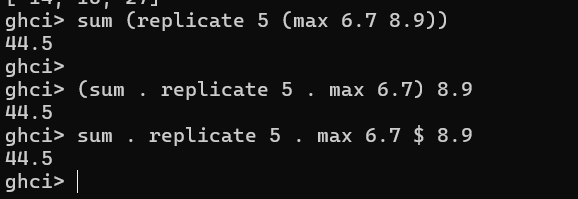 ghci> sum (replicate 5 (max 6.7 8.9))
44.5
ghci>
ghci> (sum . replicate 5 . max 6.7) 8.9
44.5
ghci> sum . replicate 5 . max 6.7 $ 8.9
44.5
ghci>